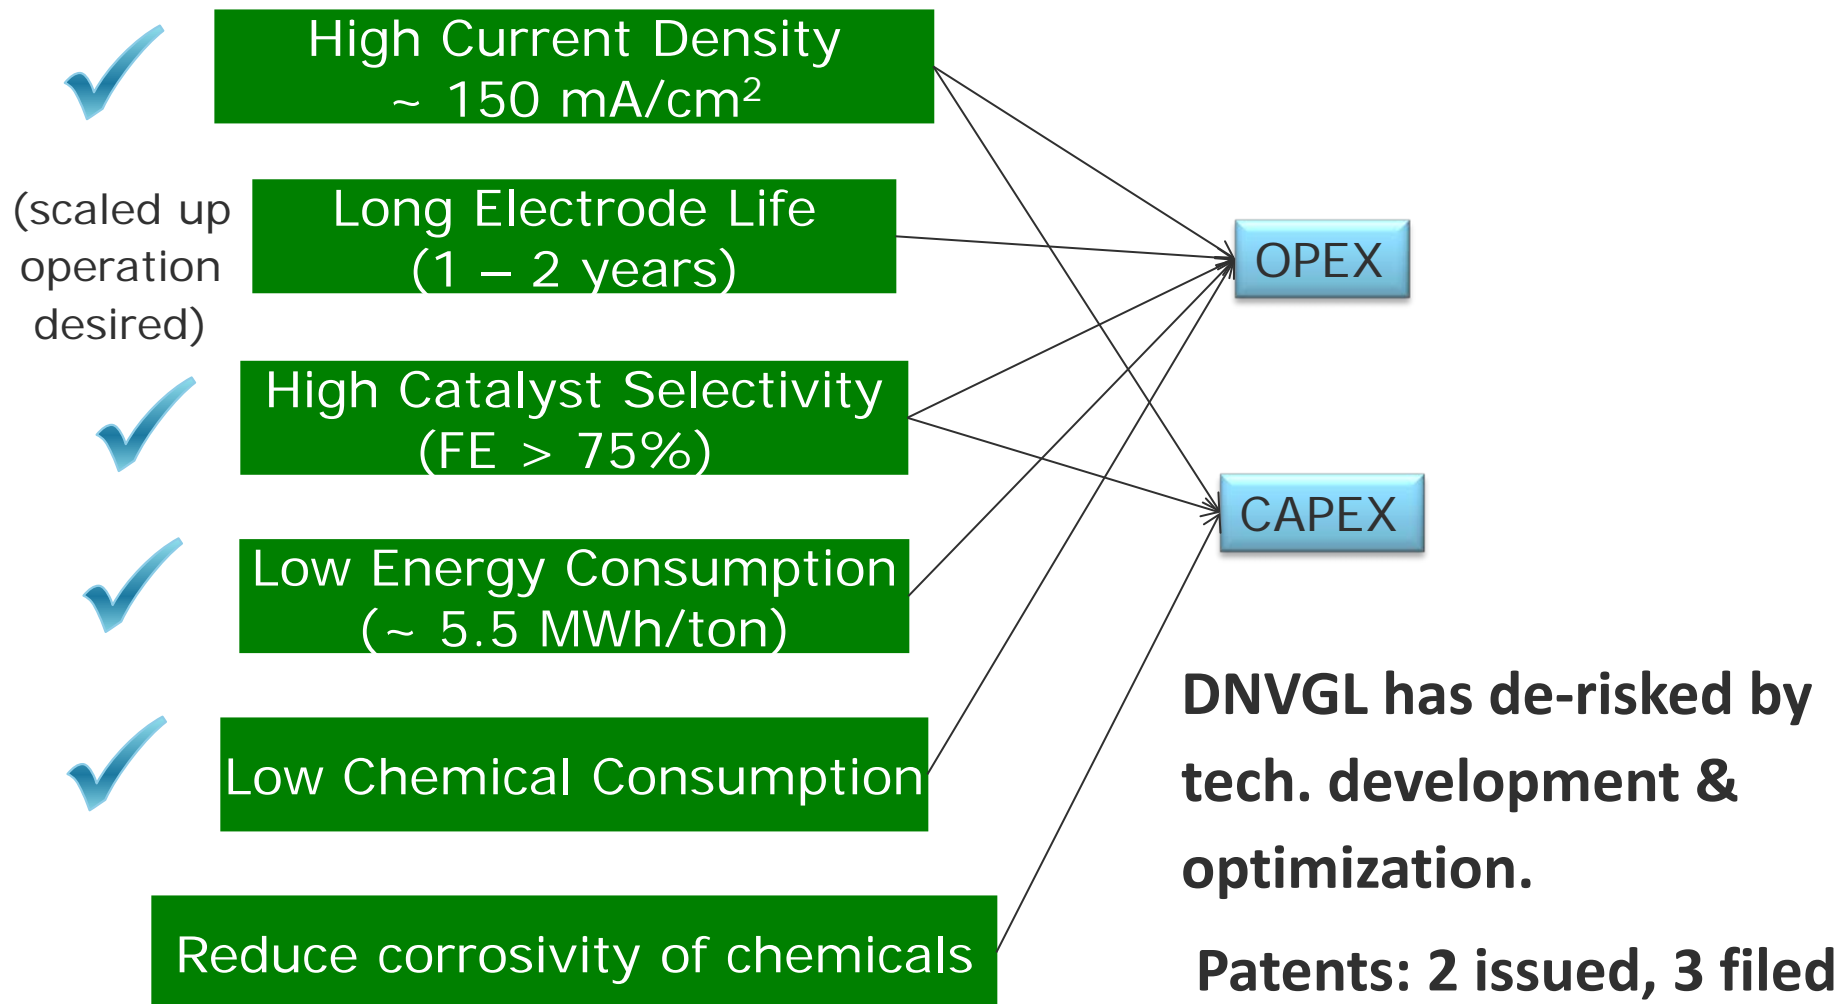 High Current Density
~ 150 mA/cm²
(scaled up
operation
desired)
Long Electrode Life
(1 – 2 years)
High Catalyst Selectivity
(FE > 75%)
Low Energy Consumption
(~ 5.5 MWh/ton)
Low Chemical Consumption
Reduce corrosivity of chemicals
OPEX
CAPEX
DNVGL has de-risked by
tech. development &
optimization.
Patents: 2 issued, 3 filed